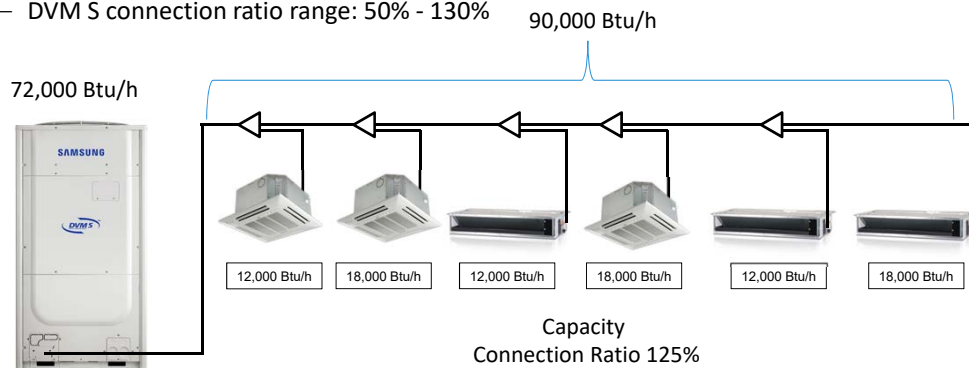 – DVM S connection ratio range: 50% - 130%
90,000 Btu/h
72,000 Btu/h
SAMSUNG
DVM S
12,000 Btu/h
18,000 Btu/h
12,000 Btu/h
18,000 Btu/h
12,000 Btu/h
18,000 Btu/h
Capacity
Connection Ratio 125%